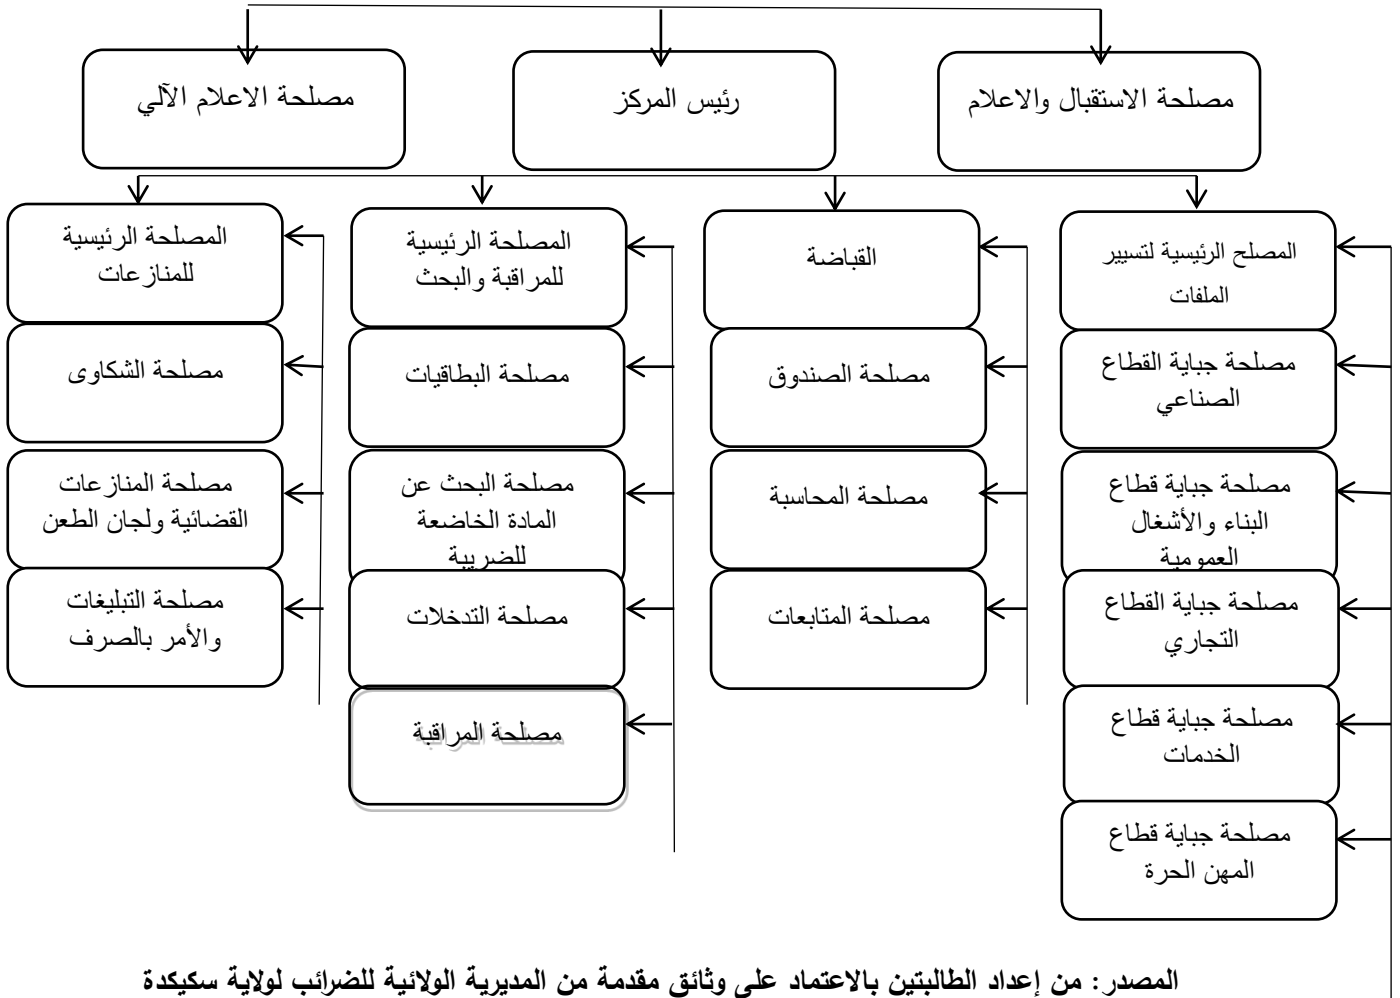 مصلحة الاستقبال والاعلام
رئيس المركز
مصلحة الاعلام الآلي
المصلح الرئيسية لتسيير
الملفات
مصلحة جباية القطاع
الصناعي
مصلحة جباية قطاع
البناء والأشغال
العمومية
مصلحة جباية القطاع
التجاري
مصلحة جباية قطاع
الخدمات
مصلحة جباية قطاع
المهن الحرة
القباضة
مصلحة الصندوق
مصلحة المحاسبة
مصلحة المتابعات
المصلحة الرئيسية
للمراقبة والبحث
مصلحة البطاقيات
مصلحة البحث عن
المادة الخاضعة
للضريبة
مصلحة التدخلات
مصلحة المراقبة
المصلحة الرئيسية
للمنازعات
مصلحة الشكاوى
مصلحة المنازعات
القضائية ولجان الطعن
مصلحة التبليغات
والأمر بالصرف
المصدر: من إعداد الطالبتين بالاعتماد على وثائق مقدمة من المديرية الولائية للضرائب لولاية سكيكدة